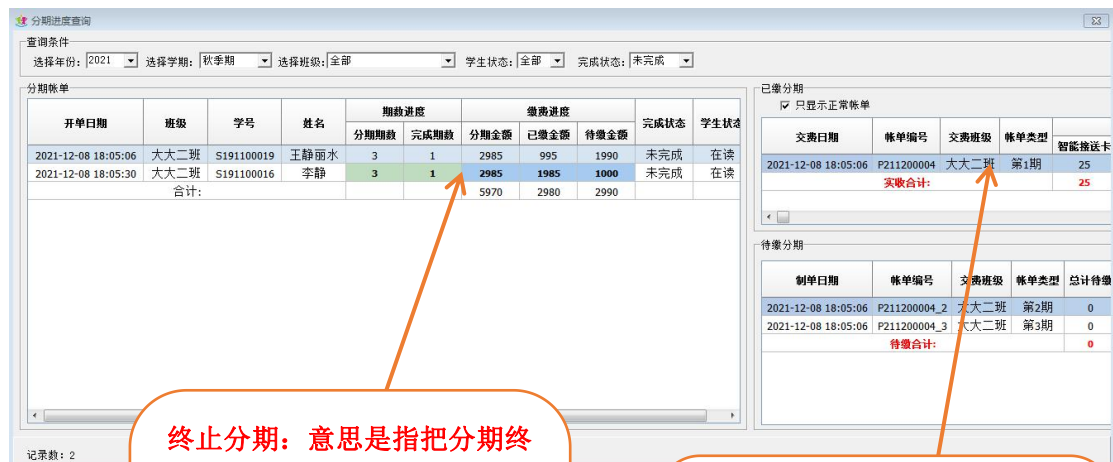 分期进度查询
查询条件
选择年份: 2021 选择学期: 秋季期 选择班级: 全部 学生状态: 全部 完成状态: 未完成
分期帐单
开单日期 班级 学号 姓名 期数进度 缴费进度 完成状态 学生状态
分期期数 完成期数 分期金额 已缴金额 待缴金额
2021-12-08 18:05:06 大大二班 S191100019 王静丽水 3 1 2985 995 1990 未完成 在读
2021-12-08 18:05:30 大大二班 S191100016 李静 3 1 2985 1985 1000 未完成 在读
合计: 5970 2980 2990
已缴分期
只显示正常帐单
交费日期 帐单编号 交费班级 帐单类型
智能接送卡
2021-12-08 18:05:06 P211200004 大大二班 第1期 25
实收合计: 25
待缴分期
制单日期 帐单编号 交费班级 帐单类型 总计待缴
2021-12-08 18:05:06 P211200004_2 大大二班 第2期 0
2021-12-08 18:05:06 P211200004_3 大大二班 第3期 0
待缴合计: 0
终止分期：意思是指把分期终
记录数: 2